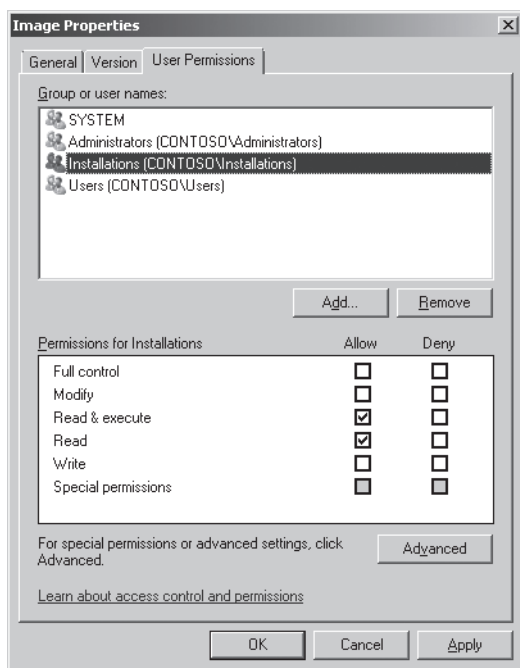 Image Properties
General Version User Permissions
Group or user names:
SYSTEM
Administrators (CONTOSO\Administrators)
Installations (CONTOSO\Installations)
Users (CONTOSO\Users)
Add... Remove
Permissions for Installations Allow Deny
Full control
Modify
Read & execute
Read
Write
Special permissions
For special permissions or advanced settings, click
Advanced.
Advanced
Learn about access control and permissions
OK Cancel Apply